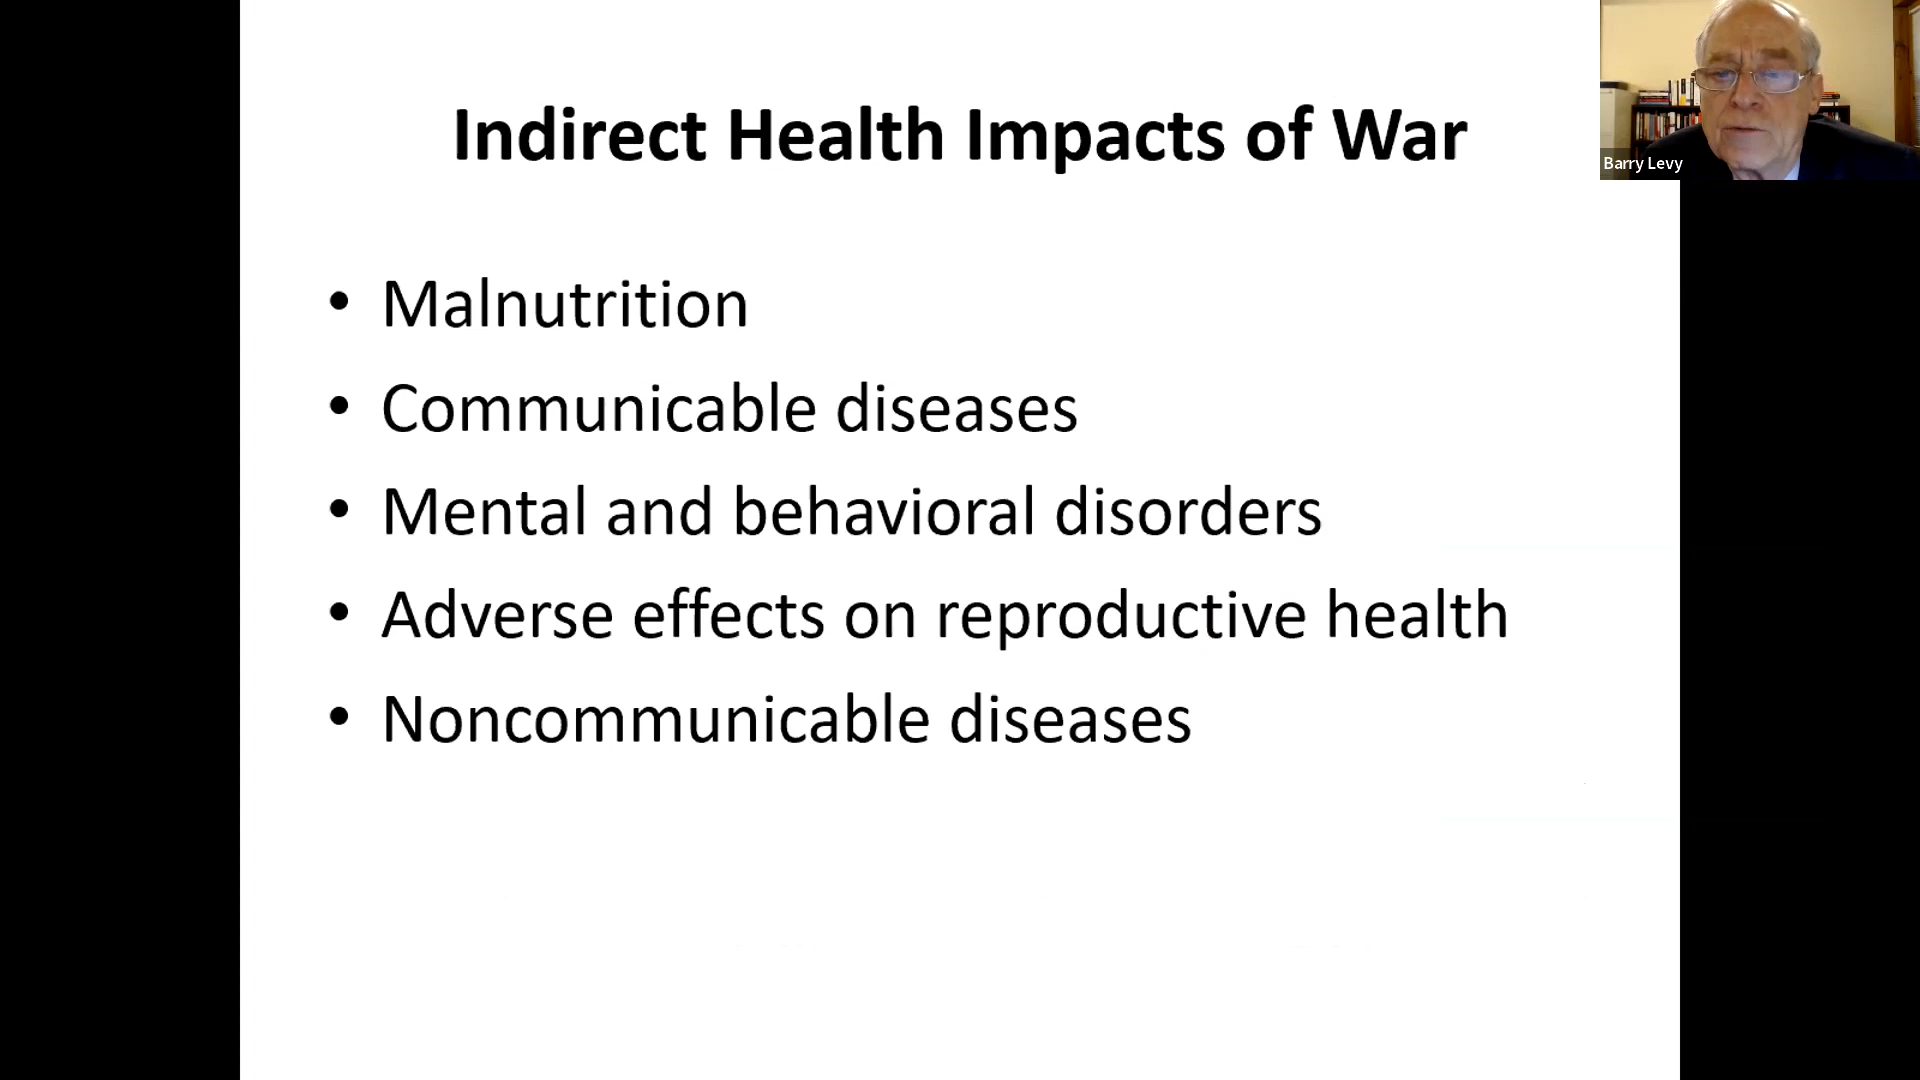 Indirect Health Impacts of War
• Malnutrition
• Communicable diseases
• Mental and behavioral disorders
• Adverse effects on reproductive health
• Noncommunicable diseases
Barry Levy